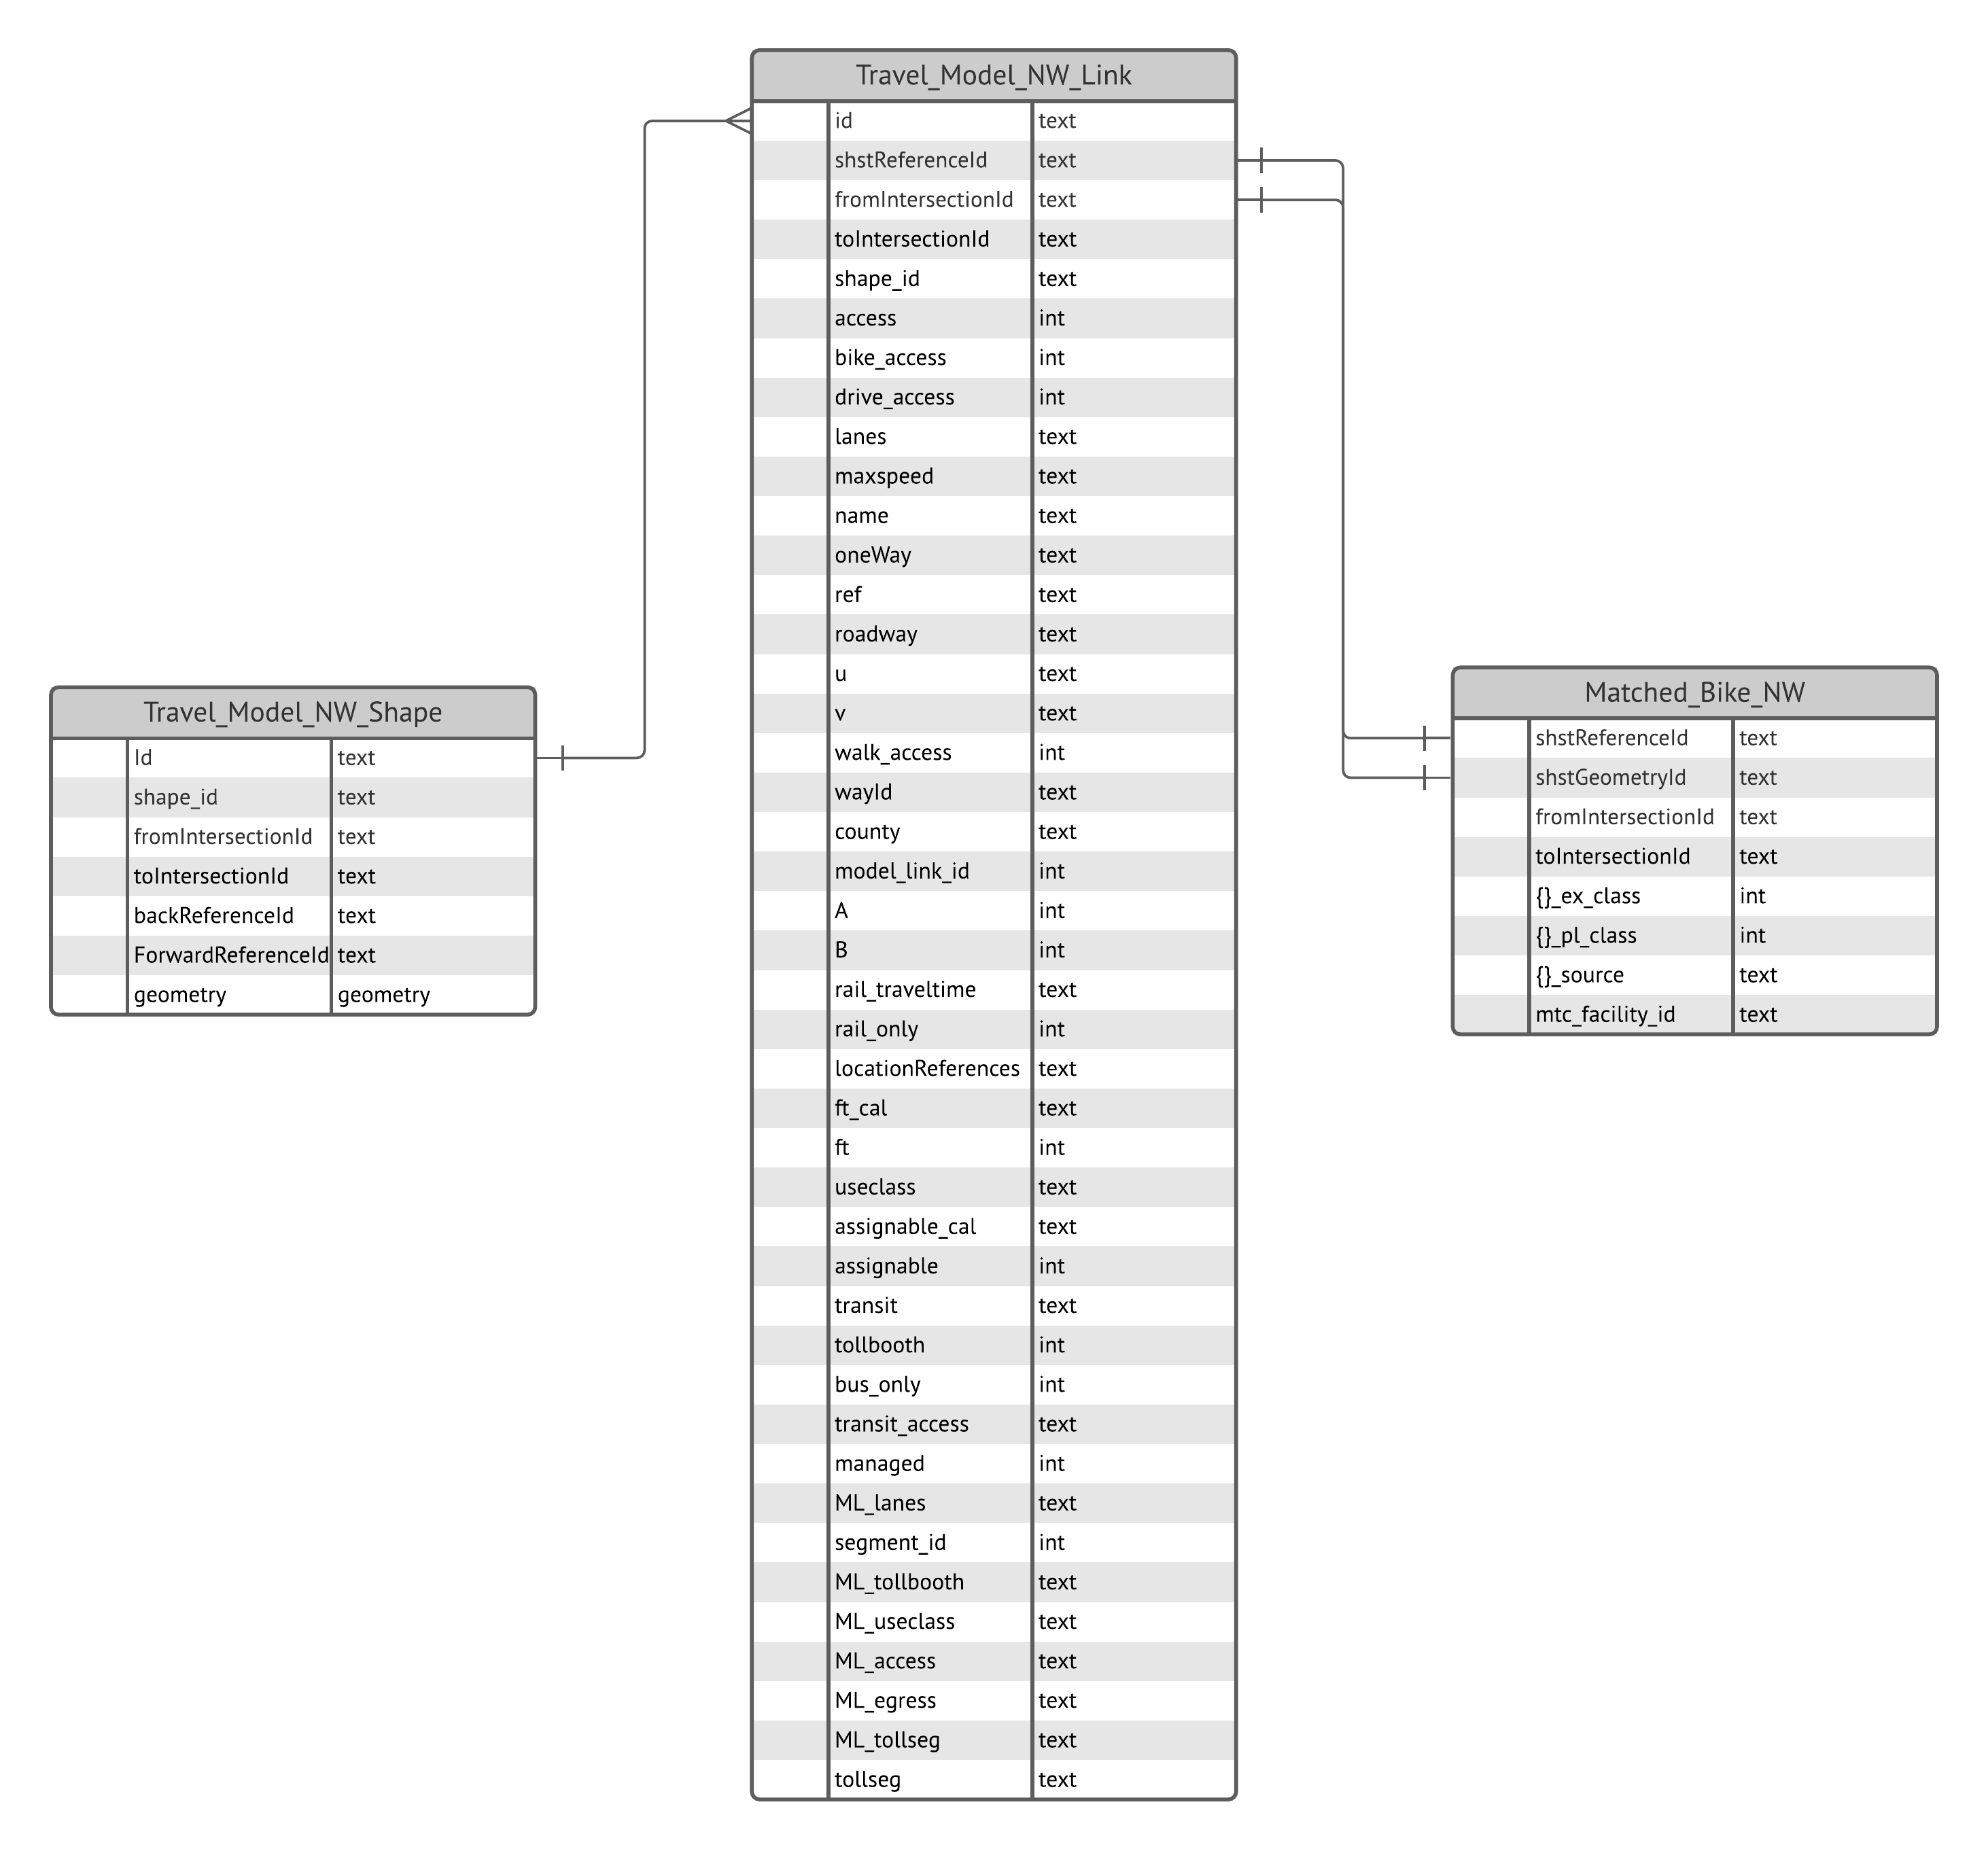 Travel_Model_NW_Link
id text
shstReferenceId text
fromIntersectionId text
toIntersectionId text
shape_id text
access int
bike_access int
drive_access int
lanes text
maxspeed text
name text
oneWay text
ref text
roadway text
u text
v text
walk_access int
wayId text
county text
model_link_id int
A int
B int
rail_traveltime text
rail_only int
locationReferences text
ft_cal text
ft int
useclass text
assignable_cal text
assignable int
transit text
tollbooth int
bus_only int
transit_access text
managed int
ML_lanes text
segment_id int
ML_tollbooth text
ML_useclass text
ML_access text
ML_egress text
ML_tollseg text
tollseg text
Travel_Model_NW_Shape
Id text
shape_id text
fromIntersectionId text
toIntersectionId text
backReferenceId text
ForwardReferenceId text
geometry geometry
Matched_Bike_NW
shstReferenceId text
shstGeometryId text
fromIntersectionId text
toIntersectionId text
{}_ex_class int
{}_pl_class int
{}_source text
mtc_facility_id text